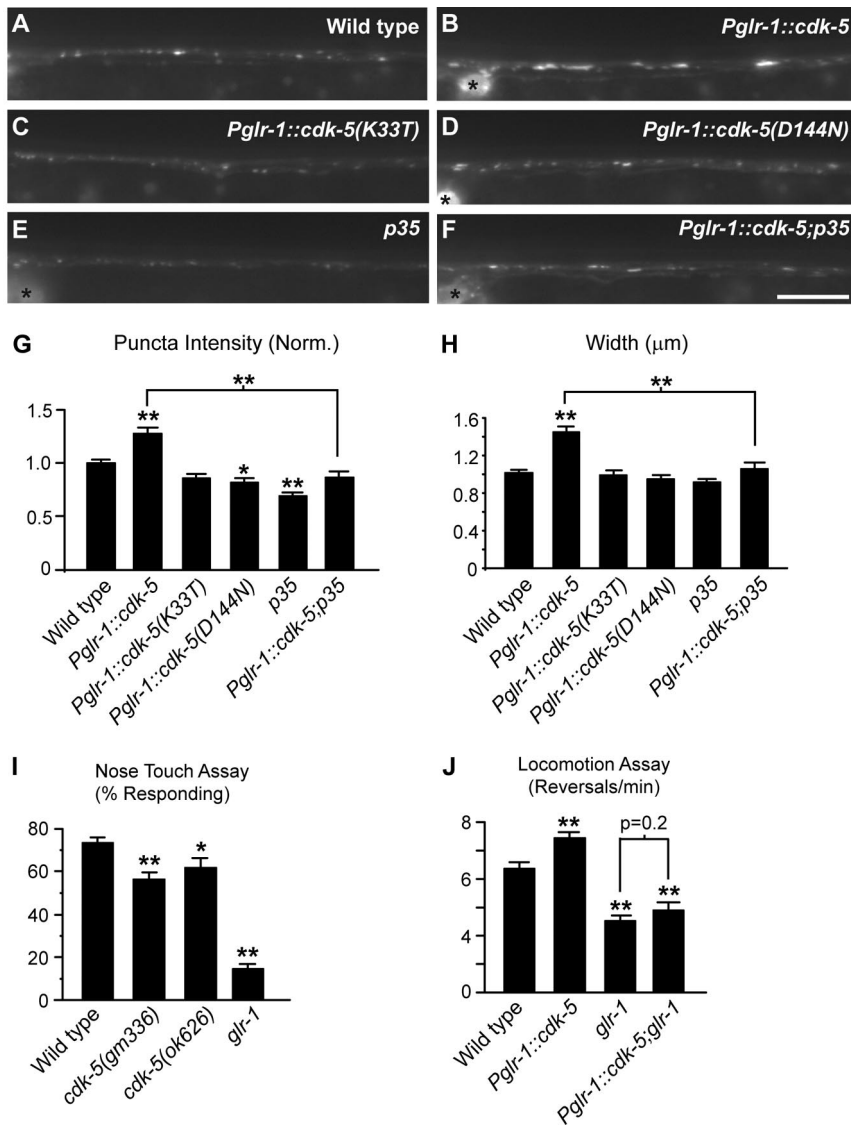 A
Wild type
B
Pglr-1::cdk-5
*
C
Pglr-1::cdk-5(K33T)
D
Pglr-1::cdk-5(D144N)
*
E
p35
*
F
Pglr-1::cdk-5;p35
*
G
Puncta Intensity (Norm.)
**
**
*
**
1.5
1.0
0.5
0
Wild type
Pglr-1::cdk-5
Pglr-1::cdk-5(K33T)
Pglr-1::cdk-5(D144N)
p35
Pglr-1::cdk-5;p35
H
Width (μm)
**
**
1.6
1.2
0.8
0.4
0
Wild type
Pglr-1::cdk-5
Pglr-1::cdk-5(K33T)
Pglr-1::cdk-5(D144N)
p35
Pglr-1::cdk-5;p35
I
Nose Touch Assay
(% Responding)
80
60
40
20
0
**
*
**
Wild type
cdk-5(gm336)
cdk-5(ok626)
glr-1
J
Locomotion Assay
(Reversals/min)
8
6
4
2
0
**
p=0.2
**
**
Wild type
Pglr-1::cdk-5
glr-1
Pglr-1::cdk-5;glr-1